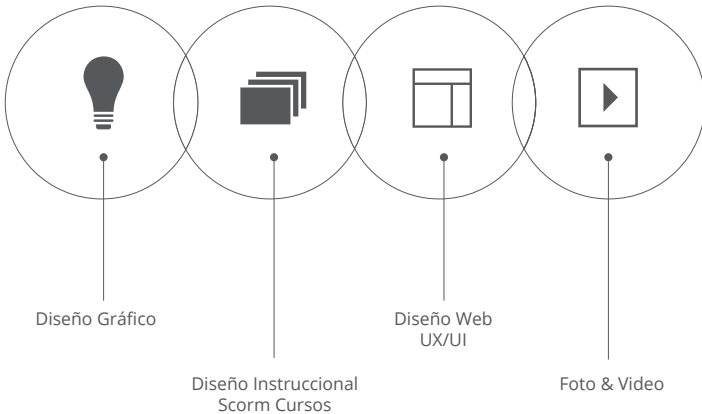 Diseño Gráfico
Diseño Instruccional
Scorm Cursos
Diseño Web
UX/UI
Foto & Video